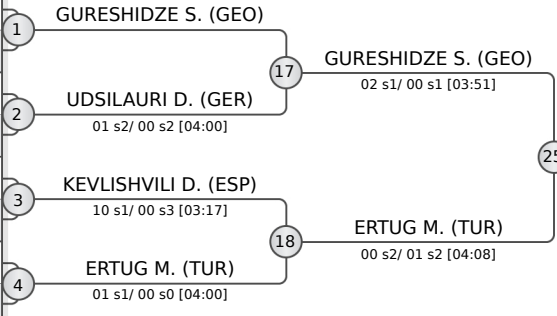 GURESHIDZE S. (GEO)
1
17
GURESHIDZE S. (GEO)
02 s1/ 00 s1 [03:51]
UDSILAURI D. (GER)
2
01 s2/ 00 s2 [04:00]
25
KEVLISHVILI D. (ESP)
3
10 s1/ 00 s3 [03:17]
18
ERTUG M. (TUR)
00 s2/ 01 s2 [04:08]
ERTUG M. (TUR)
4
01 s1/ 00 s0 [04:00]